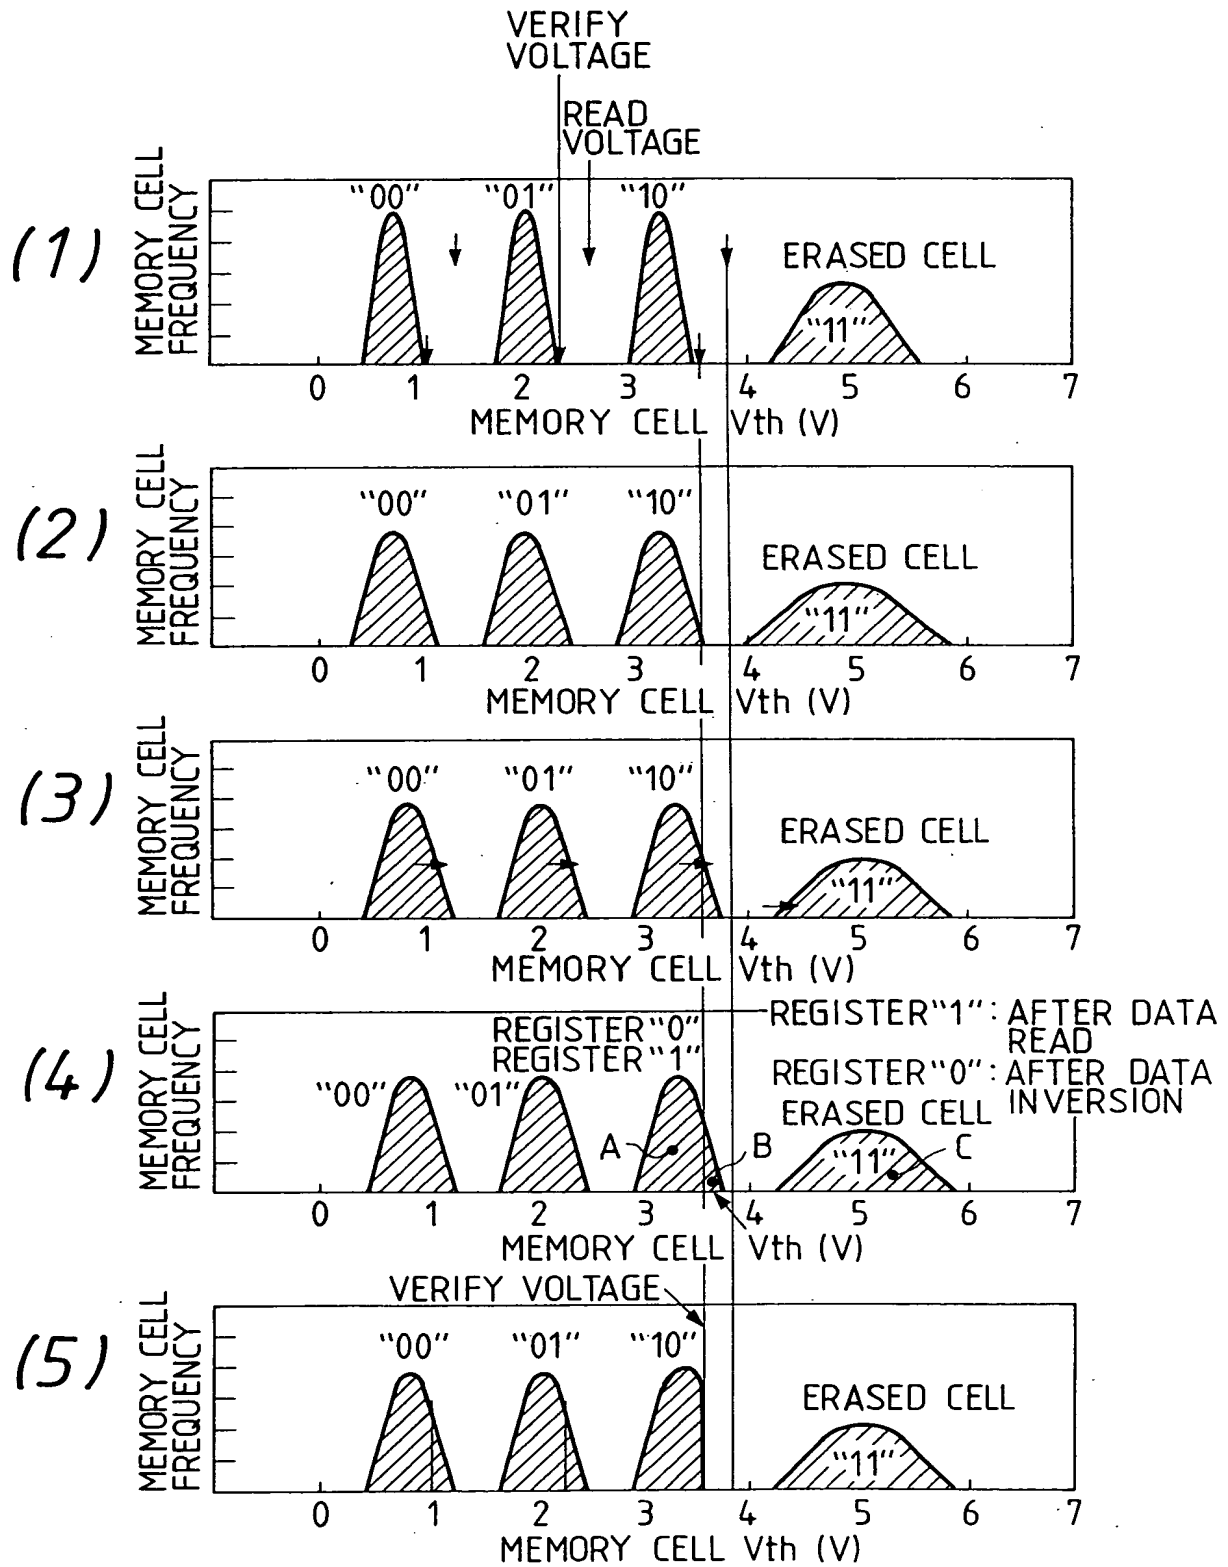 VERIFY
VOLTAGE
READ
VOLTAGE
(1)
MEMORY CELL
FREQUENCY
"00" "01" "10"
ERASED CELL
"11"
0 1 2 3 4 5 6 7
MEMORY CELL Vth (V)
(2)
MEMORY CELL
FREQUENCY
"00" "01" "10"
ERASED CELL
"11"
0 1 2 3 4 5 6 7
MEMORY CELL Vth (V)
(3)
MEMORY CELL
FREQUENCY
"00" "01" "10"
ERASED CELL
"11"
0 1 2 3 4 5 6 7
MEMORY CELL Vth (V)
(4)
MEMORY CELL
FREQUENCY
REGISTER "0"
REGISTER "1"
REGISTER "1" : AFTER DATA
READ
REGISTER "0" : AFTER DATA
INVERSION
"00" "01"
ERASED CELL
A B "11" C
0 1 2 3 4 5 6 7
MEMORY CELL Vth (V)
VERIFY VOLTAGE
(5)
MEMORY CELL
FREQUENCY
"00" "01" "10"
ERASED CELL
"11"
0 1 2 3 4 5 6 7
MEMORY CELL Vth (V)